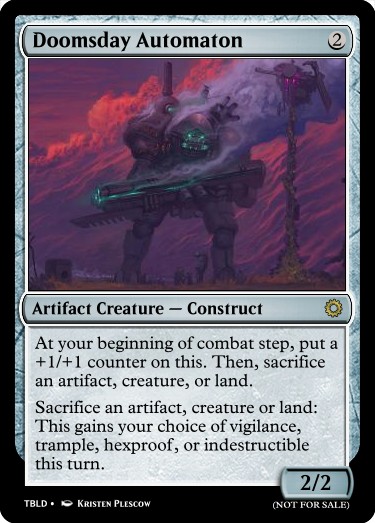 Doomsday Automaton 2
Artifact Creature — Construct
At your beginning of combat step, put a
+1/+1 counter on this. Then, sacrifice
an artifact, creature, or land.
Sacrifice an artifact, creature or land:
This gains your choice of vigilance,
trample, hexproof, or indestructible
this turn.
2/2
TBLD • Kristen Plescow
(NOT FOR SALE)